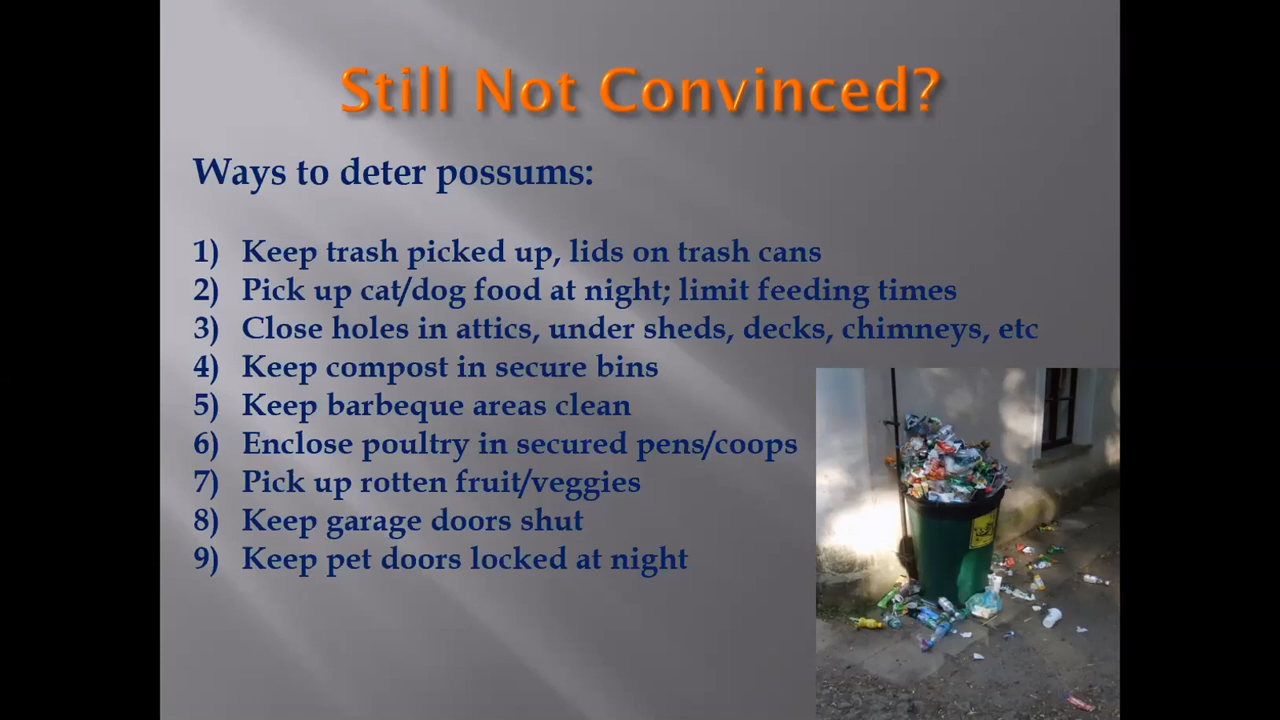 Still Not Convinced?
Ways to deter possums:
1) Keep trash picked up, lids on trash cans
2) Pick up cat/dog food at night; limit feeding times
3) Close holes in attics, under sheds, decks, chimneys, etc
4) Keep compost in secure bins
5) Keep barbeque areas clean
6) Enclose poultry in secured pens/coops
7) Pick up rotten fruit/veggies
8) Keep garage doors shut
9) Keep pet doors locked at night